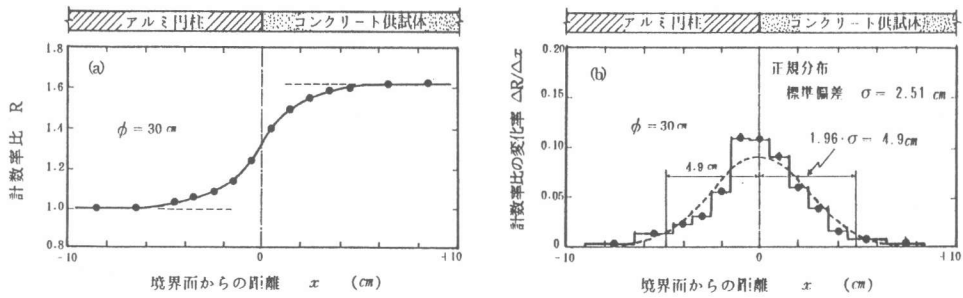 アルミ円柱 コンクリート供試体
計数率比 R
1.8
1.6
1.4
1.2
1.0
0.8
(a)
φ = 30 cm
-10 0 +10
境界面からの距離 x (cm)
アルミ円柱 コンクリート供試体
計数率比の変化率 ΔR/Δx
0.20
0.15
0.10
0.05
0
(b)
正規分布
標準偏差 σ = 2.51 cm
φ = 30 cm
1.96・σ = 4.9cm
4.9 cm
-10 0 +10
境界面からの距離 x (cm)